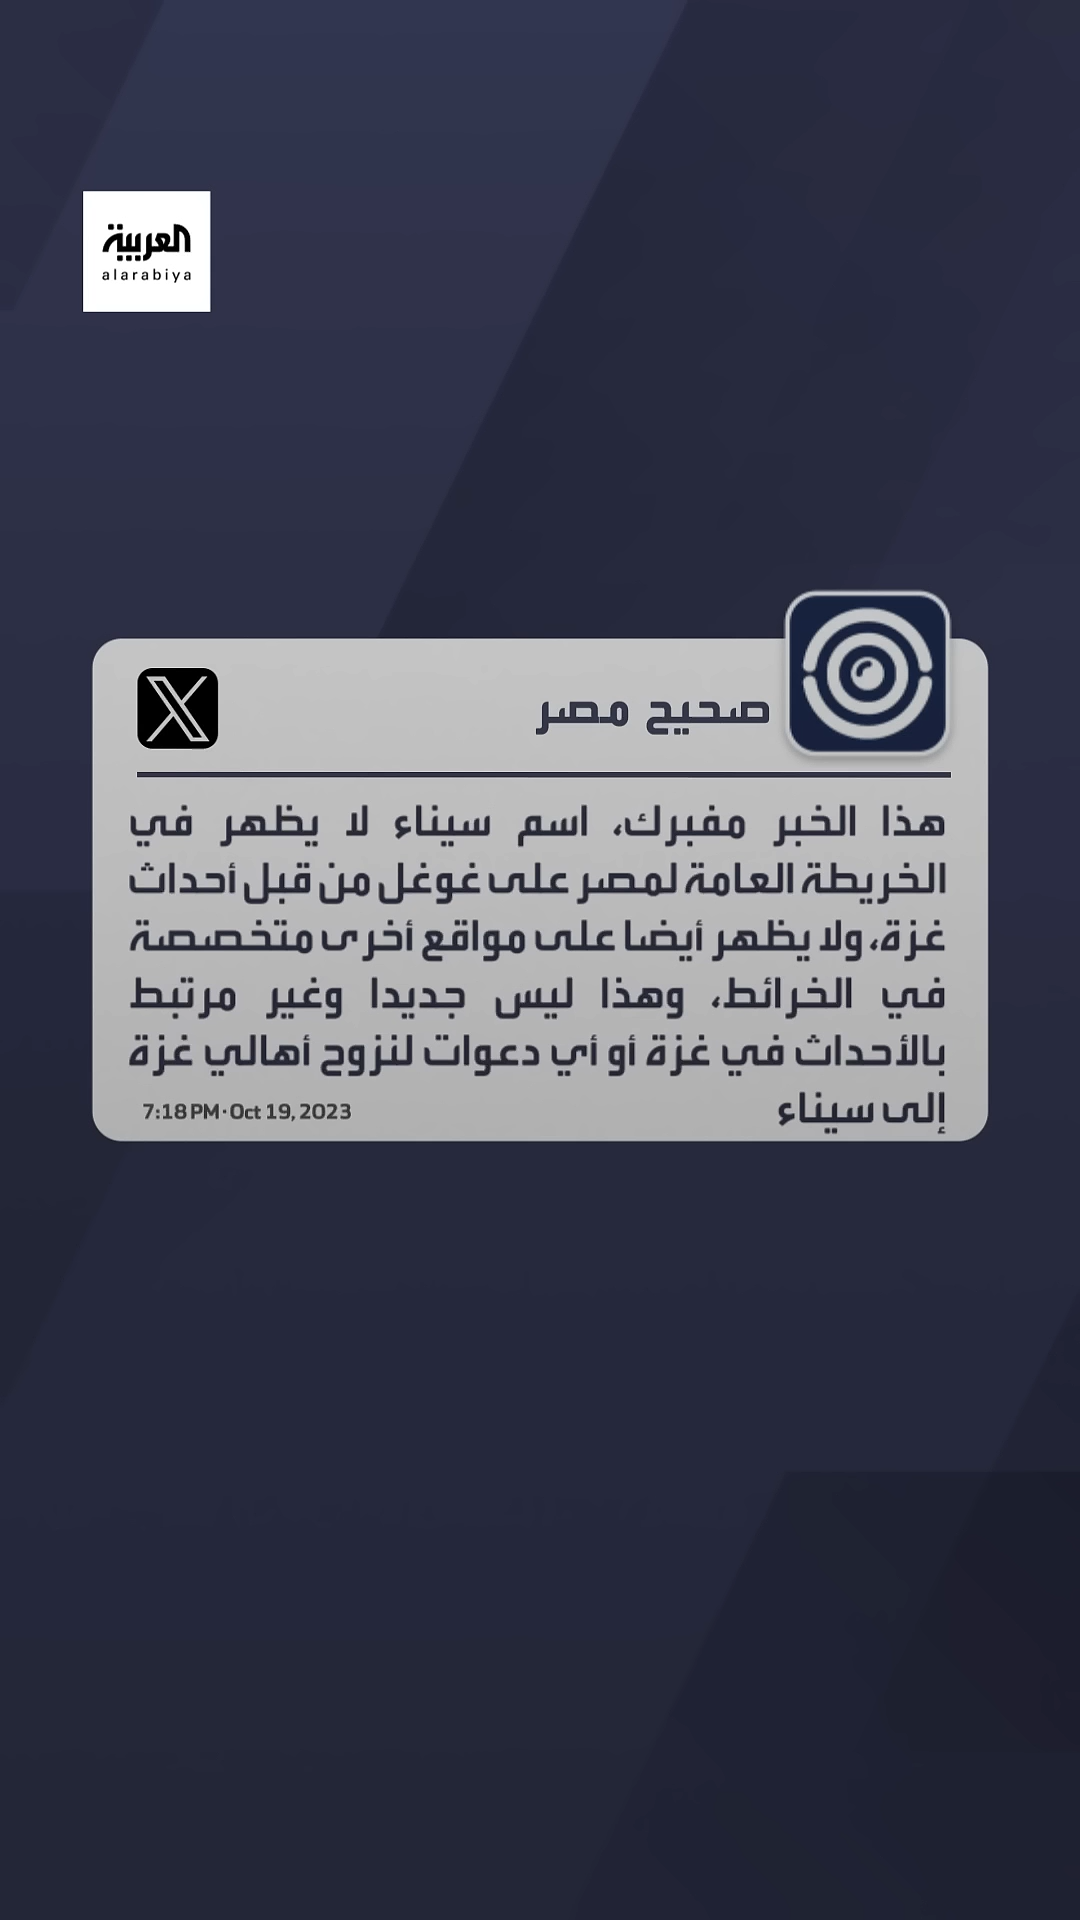 العربية
alarabiya
صحيح مصر
هذا الخبر مفبرك، اسم سيناء لا يظهر في
الخريطة العامة لمصر على غوغل من قبل أحداث
غزة، ولا يظهر أيضا على مواقع أخرى متخصصة
في الخرائط، وهذا ليس جديدا وغير مرتبط
بالأحداث في غزة أو أي دعوات لنزوح أهالي غزة
إلى سيناء
7:18 PM · Oct 19, 2023